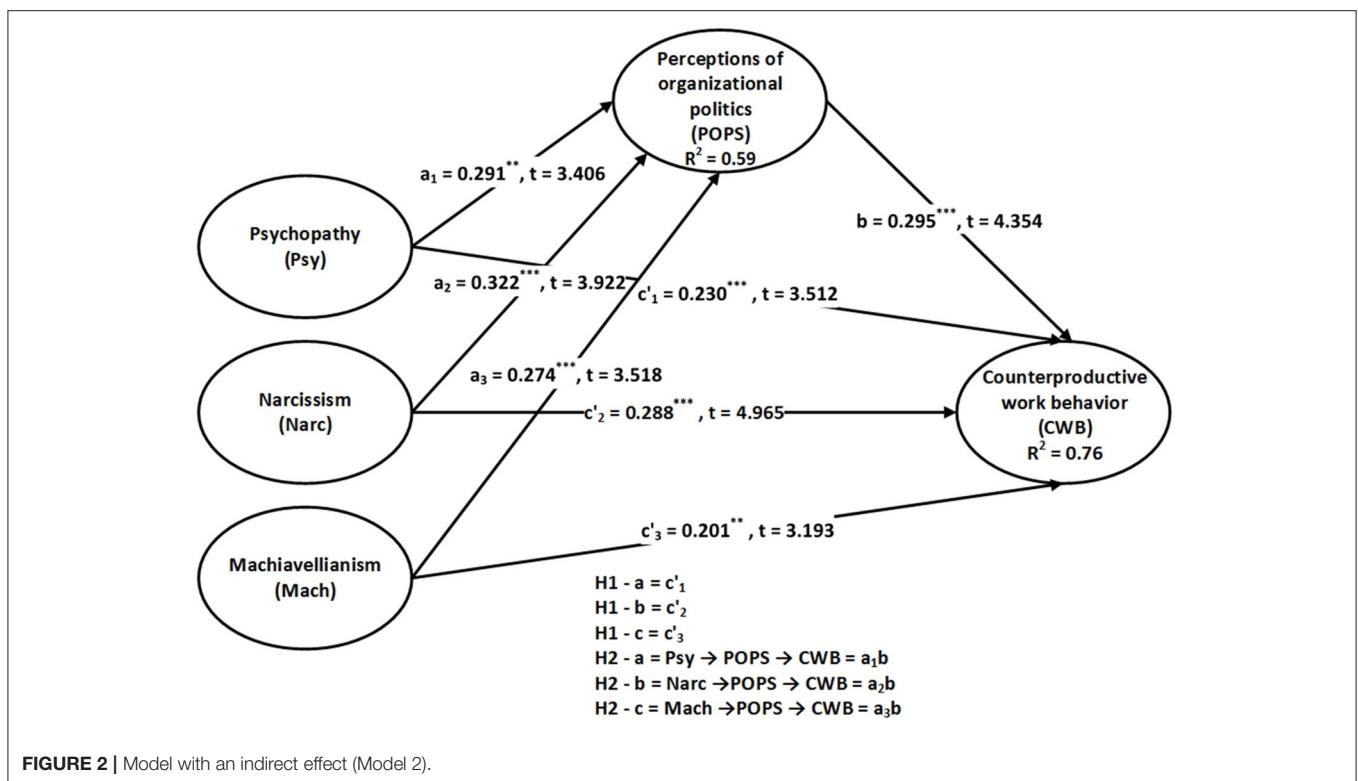 Perceptions of
organizational
politics
(POPS)
R² = 0.59
a₁ = 0.291**, t = 3.406
b = 0.295***, t = 4.354
Psychopathy
(Psy)
a₂ = 0.322***, t = 3.922
c'₁ = 0.230***, t = 3.512
a₃ = 0.274***, t = 3.518
Narcissism
(Narc)
c'₂ = 0.288***, t = 4.965
Counterproductive
work behavior
(CWB)
R² = 0.76
c'₃ = 0.201**, t = 3.193
Machiavellianism
(Mach)
H1 - a = c'₁
H1 - b = c'₂
H1 - c = c'₃
H2 - a = Psy → POPS → CWB = a₁b
H2 - b = Narc →POPS → CWB = a₂b
H2 - c = Mach →POPS → CWB = a₃b
FIGURE 2 | Model with an indirect effect (Model 2).